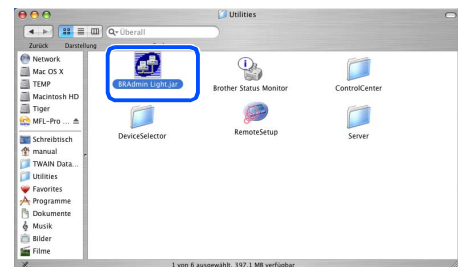 Utilities
Überall
Zurück
Darstellung
Network
Mac OS X
TEMP
Macintosh HD
Tiger
MFL-Pro ...
Schreibtisch
manual
TWAIN Data...
Utilities
Favorites
Programme
Dokumente
Musik
Bilder
Filme
BRAdmin Light.jar
Brother Status Monitor
ControlCenter
DeviceSelector
RemoteSetup
Server
1 von 6 ausgewählt, 397,1 MB verfügbar